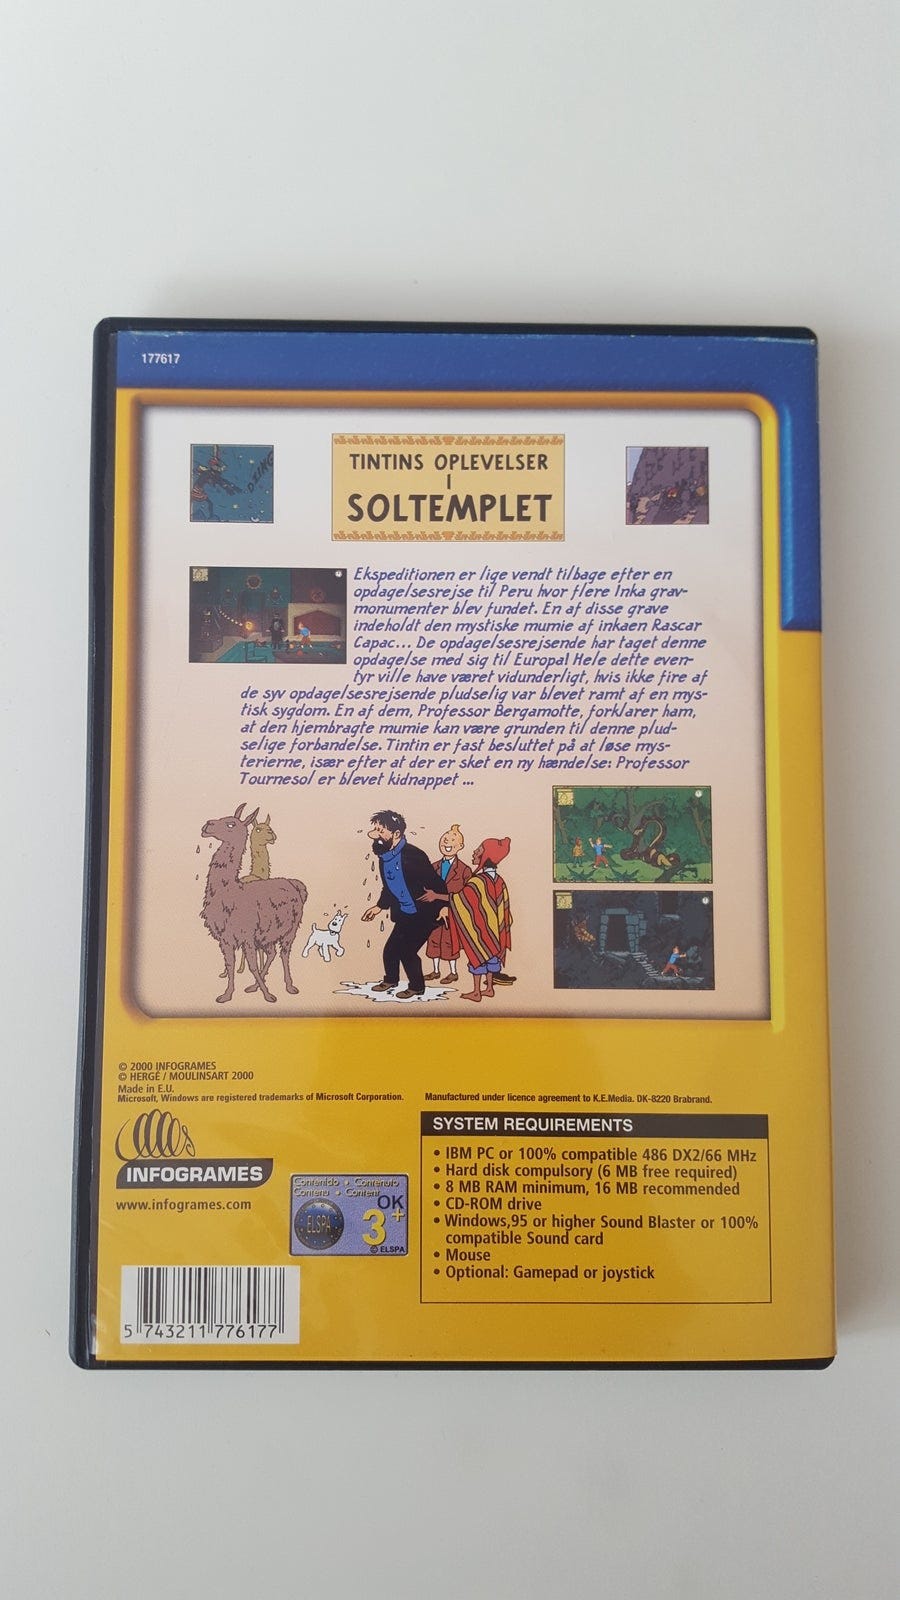 177617
DZING
TINTINS OPLEVELSER
I
SOLTEMPLET
Ekspeditionen er lige vendt tilbage efter en
opdagelsesrejse til Peru hvor flere Inka grav-
monumenter blev fundet. En af disse grave
indeholdt den mystiske mumie af inkaen Rascar
Capac... De opdagelsesrejsende har taget denne
opdagelse med sig til Europa! Hele dette even-
tyr ville have været vidunderligt, hvis ikke fire af
de syv opdagelsesrejsende pludselig var blevet ramt af en mys-
tisk sygdom. En af dem, Professor Bergamotte, forklarer ham,
at den hjembragte mumie kan være grunden til denne plud-
selige forbandelse. Tintin er fast besluttet på at løse mys-
terierne, især efter at der er sket en ny hændelse: Professor
Tournesol er blevet kidnappet ...
© 2000 INFOGRAMES
© HERGÉ / MOULINSART 2000
Made in E.U.
Microsoft, Windows are registered trademarks of Microsoft Corporation.
Manufactured under licence agreement to K.E.Media. DK-8220 Brabrand.
INFOGRAMES
www.infogrames.com
Contenido • Contenuto
Contenu • Content
OK
ELSPA
3+
© ELSPA
5 743211 776177
SYSTEM REQUIREMENTS
• IBM PC or 100% compatible 486 DX2/66 MHz
• Hard disk compulsory (6 MB free required)
• 8 MB RAM minimum, 16 MB recommended
• CD-ROM drive
• Windows,95 or higher Sound Blaster or 100%
compatible Sound card
• Mouse
• Optional: Gamepad or joystick